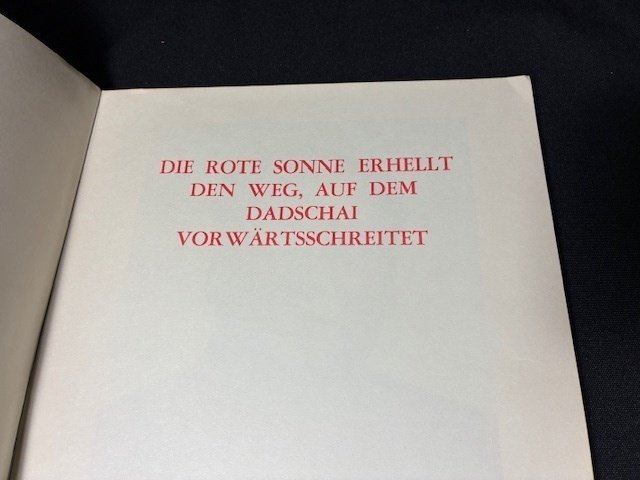 DIE ROTE SONNE ERHELLT
DEN WEG, AUF DEM
DADSCHAI
VORWÄRTSSCHREITET